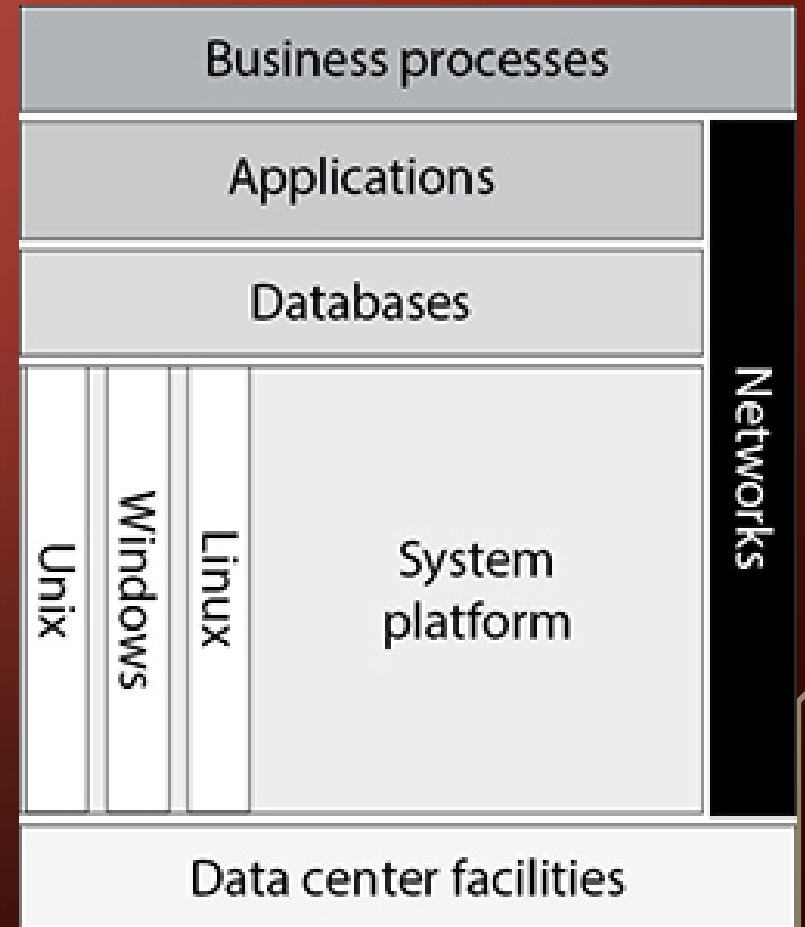 Business processes
Applications
Databases
Networks
Unix
Windows
Linux
System
platform
Data center facilities